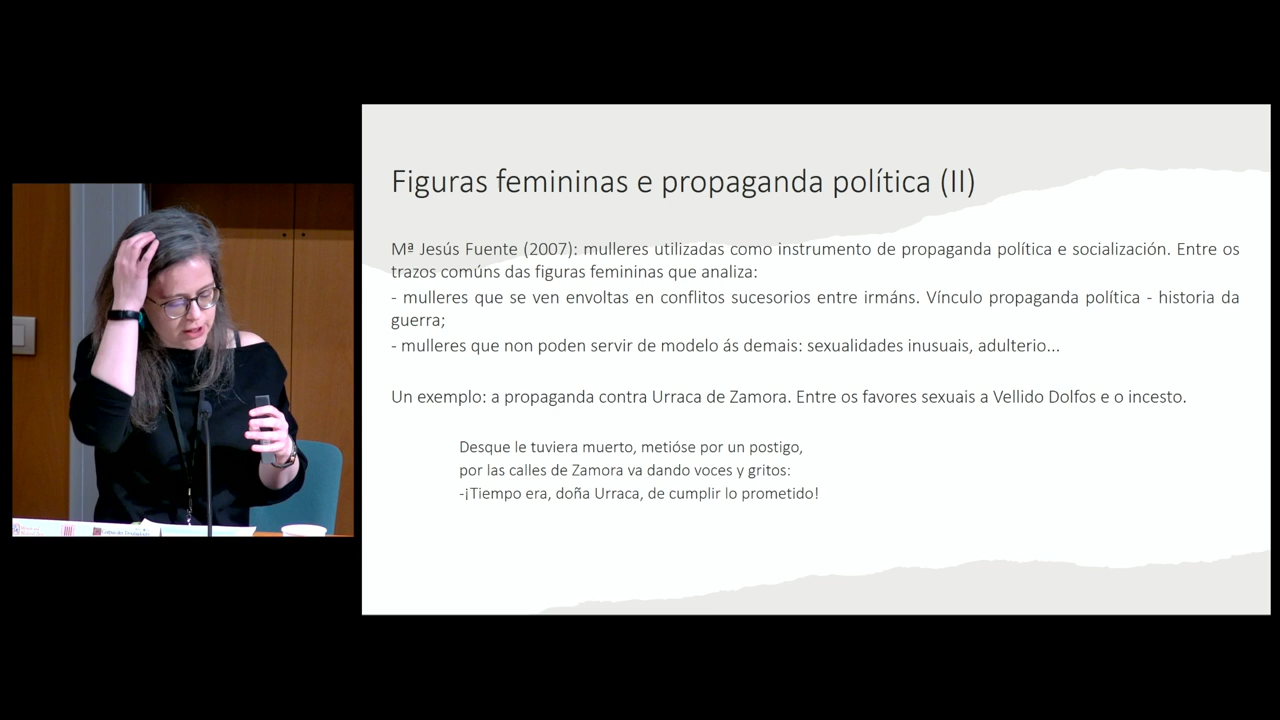 Figuras femininas e propaganda política (II)
Mª Jesús Fuente (2007): mulleres utilizadas como instrumento de propaganda política e socialización. Entre os
trazos comúns das figuras femininas que analiza:
- mulleres que se ven envoltas en conflitos sucesorios entre irmáns. Vínculo propaganda política - historia da
guerra;
- mulleres que non poden servir de modelo ás demais: sexualidades inusuais, adulterio...
Un exemplo: a propaganda contra Urraca de Zamora. Entre os favores sexuais a Vellido Dolfos e o incesto.
Desque le tuviera muerto, metióse por un postigo,
por las calles de Zamora va dando voces y gritos:
-¡Tiempo era, doña Urraca, de cumplir lo prometido!